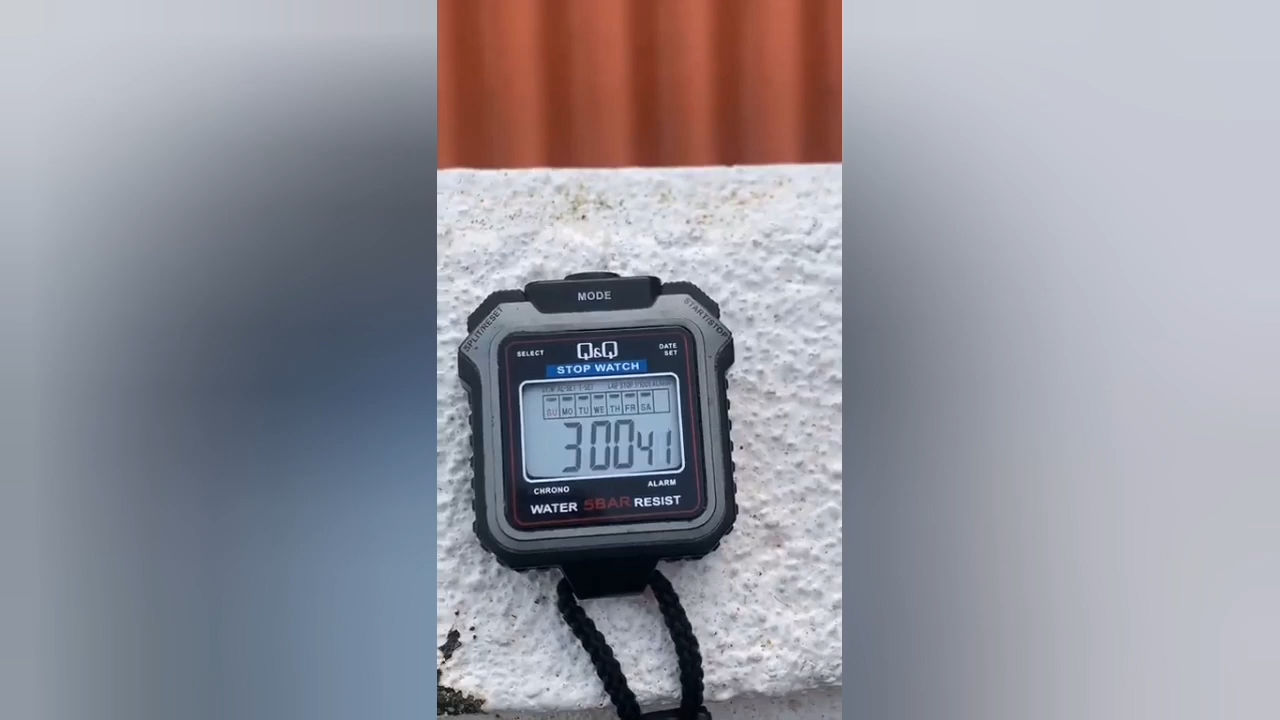 MODE
SPLIT/RESET
START/STOP
SELECT
Q&Q
DATE SET
STOP WATCH
SU MO TU WE TH FR SA
30041
CHRONO
ALARM
WATER 5BAR RESIST